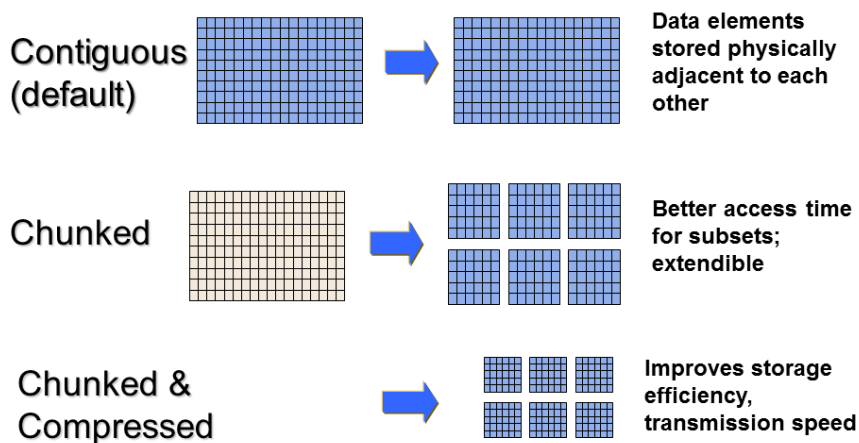 Contiguous
(default)
Data elements
stored physically
adjacent to each
other
Chunked
Better access time
for subsets;
extendible
Chunked &
Compressed
Improves storage
efficiency,
transmission speed